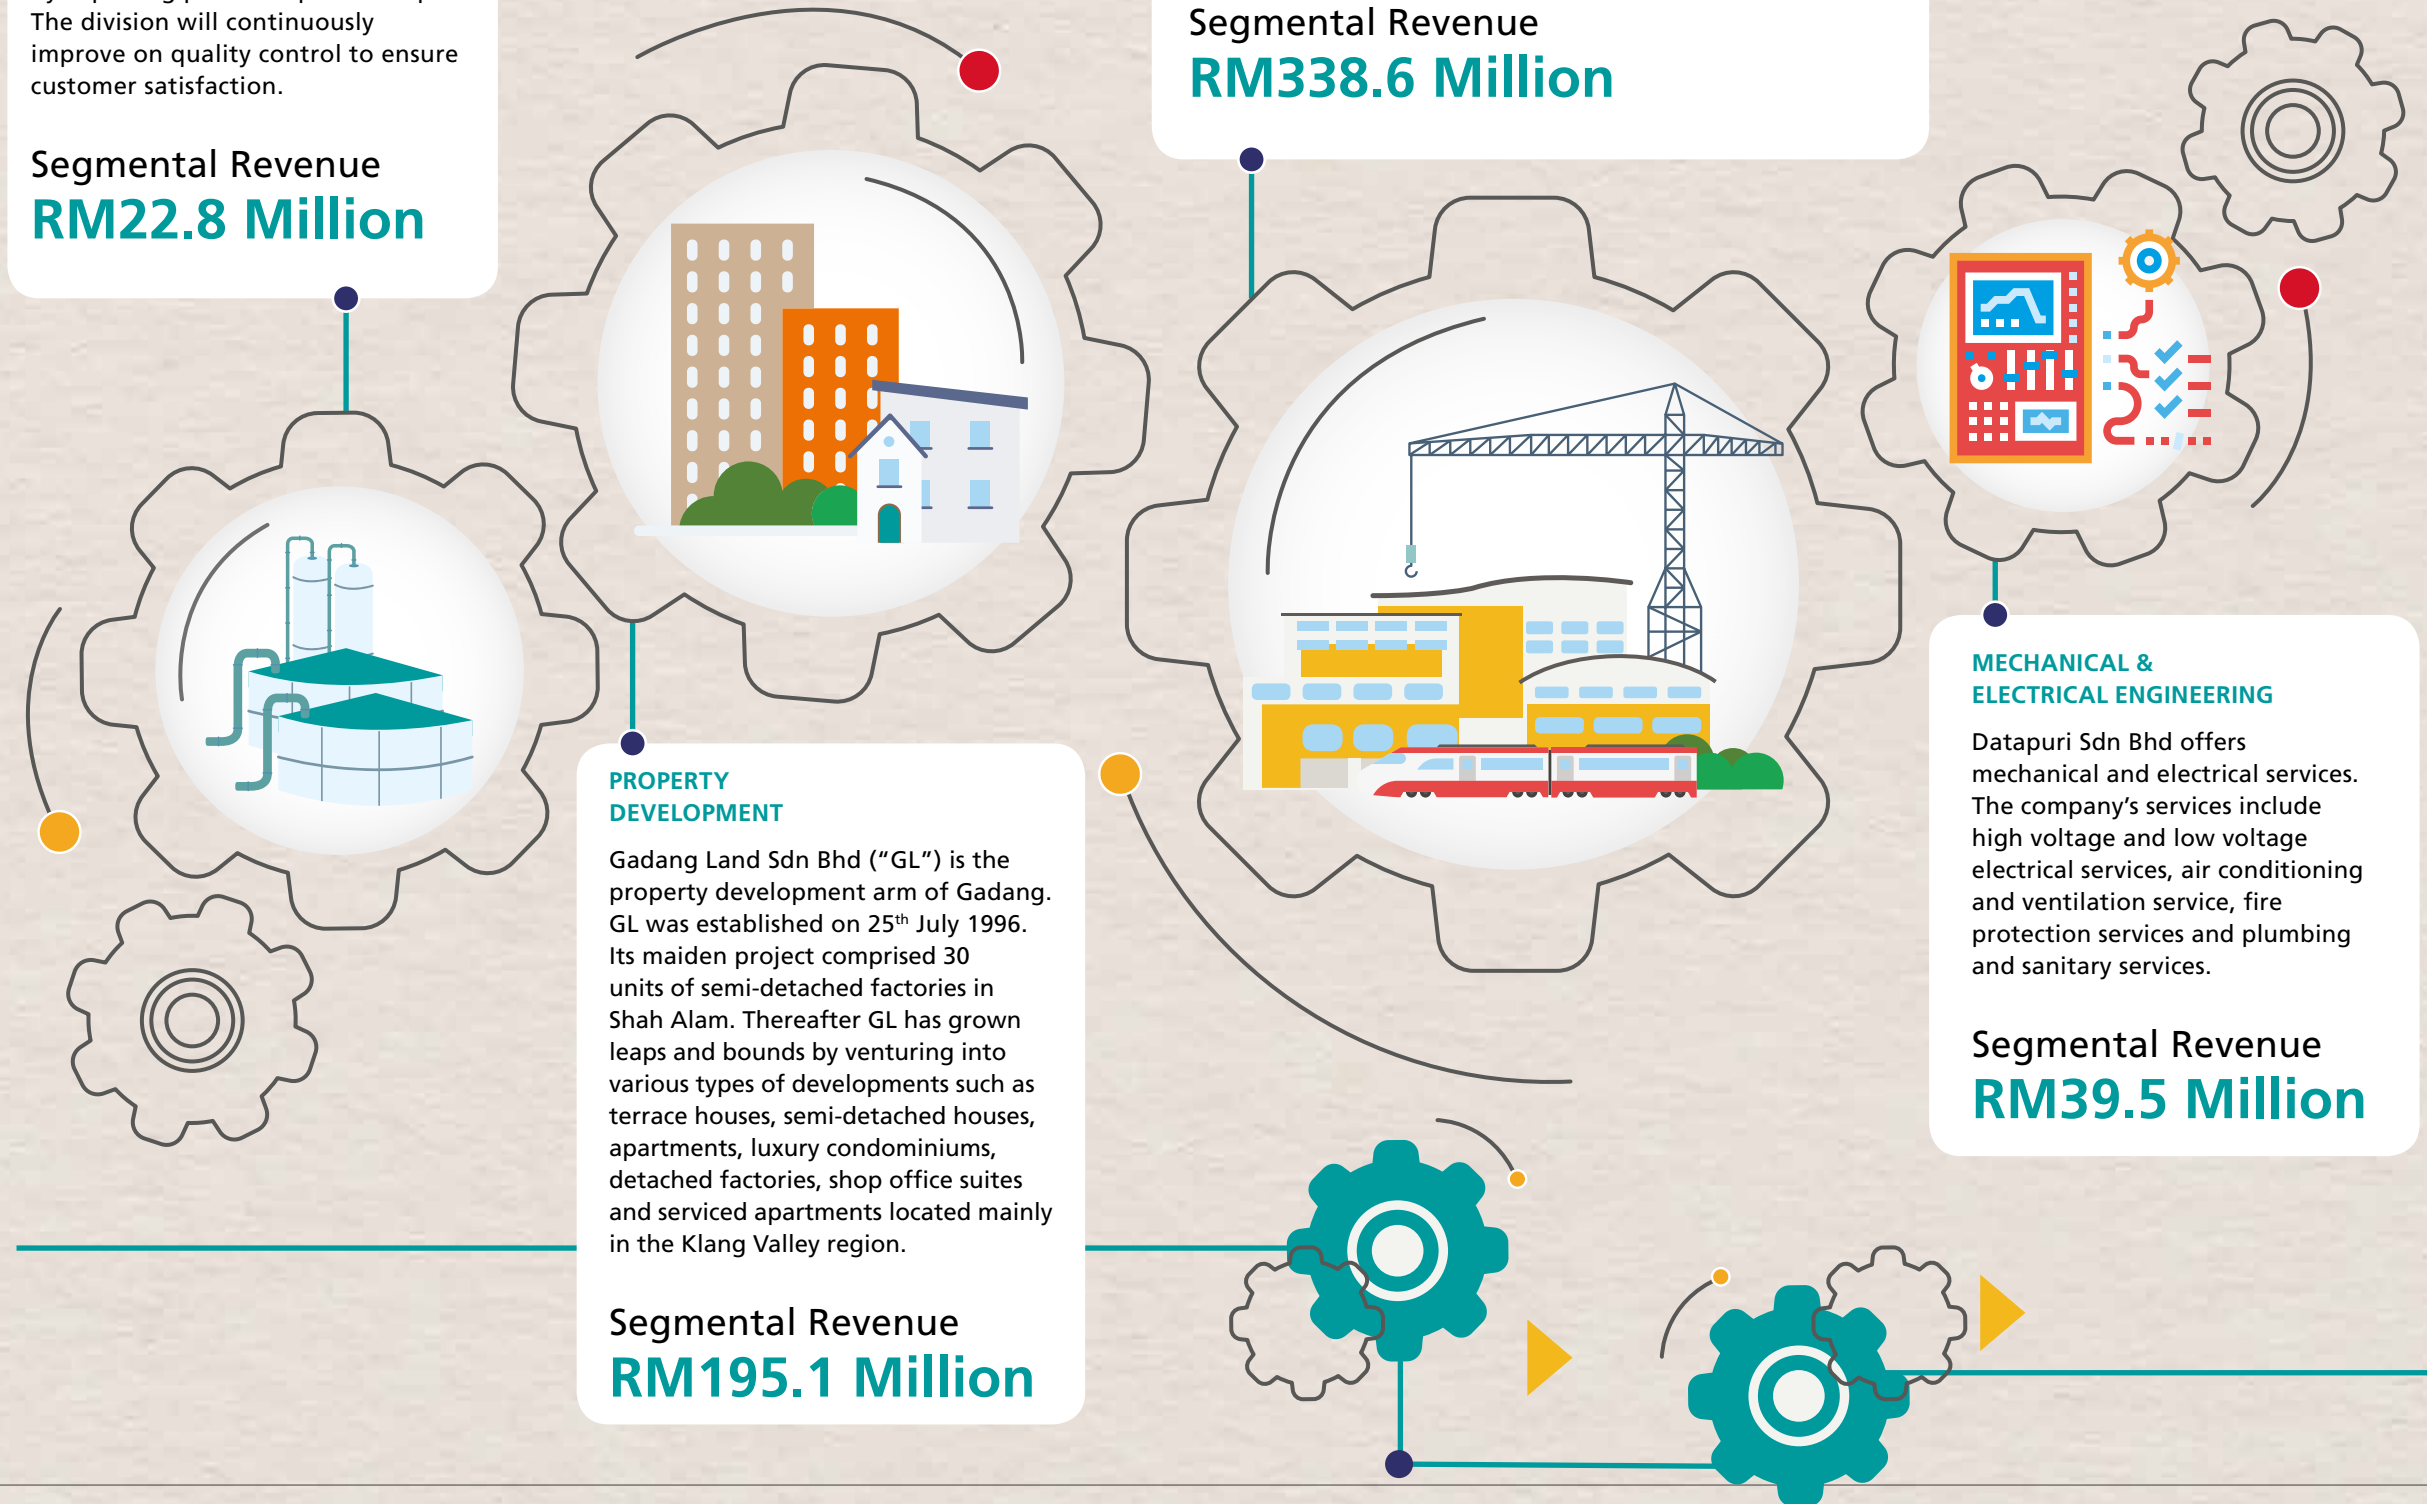 The division will continuously
improve on quality control to ensure
customer satisfaction.
Segmental Revenue
RM22.8 Million
Segmental Revenue
RM338.6 Million
PROPERTY
DEVELOPMENT
Gadang Land Sdn Bhd (“GL”) is the
property development arm of Gadang.
GL was established on 25th July 1996.
Its maiden project comprised 30
units of semi-detached factories in
Shah Alam. Thereafter GL has grown
leaps and bounds by venturing into
various types of developments such as
terrace houses, semi-detached houses,
apartments, luxury condominiums,
detached factories, shop office suites
and serviced apartments located mainly
in the Klang Valley region.
Segmental Revenue
RM195.1 Million
MECHANICAL &
ELECTRICAL ENGINEERING
Datapuri Sdn Bhd offers
mechanical and electrical services.
The company’s services include
high voltage and low voltage
electrical services, air conditioning
and ventilation service, fire
protection services and plumbing
and sanitary services.
Segmental Revenue
RM39.5 Million